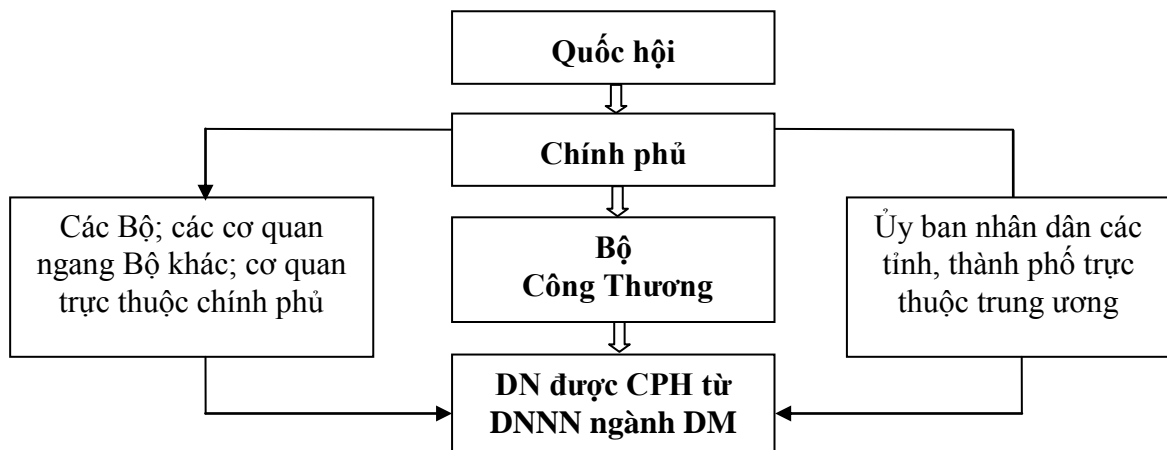 Quốc hội
Chính phủ
Các Bộ; các cơ quan
ngang Bộ khác; cơ quan
trực thuộc chính phủ
Bộ
Công Thương
Ủy ban nhân dân các
tỉnh, thành phố trực
thuộc trung ương
DN được CPH từ
DNNN ngành DM